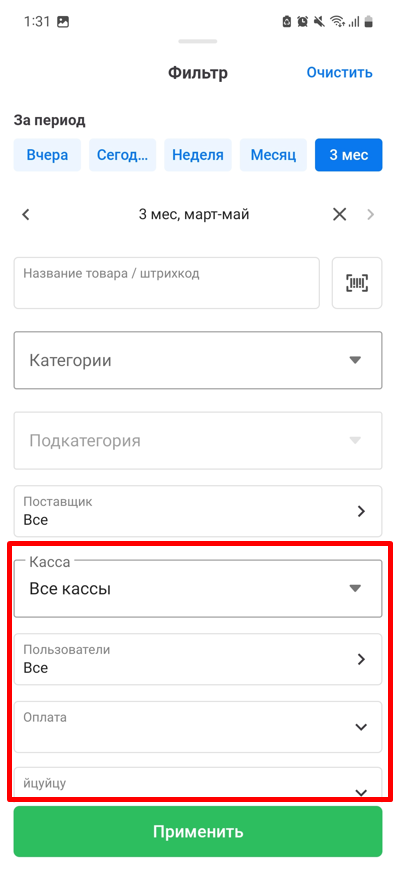 1:31
Фильтр
Очистить
За период
Вчера
Сегод...
Неделя
Месяц
3 мес
3 мес, март-май
Название товара / штрихкод
Категории
Подкатегория
Поставщик
Все
Касса
Все кассы
Пользователи
Все
Оплата
йцуйцу
Применить